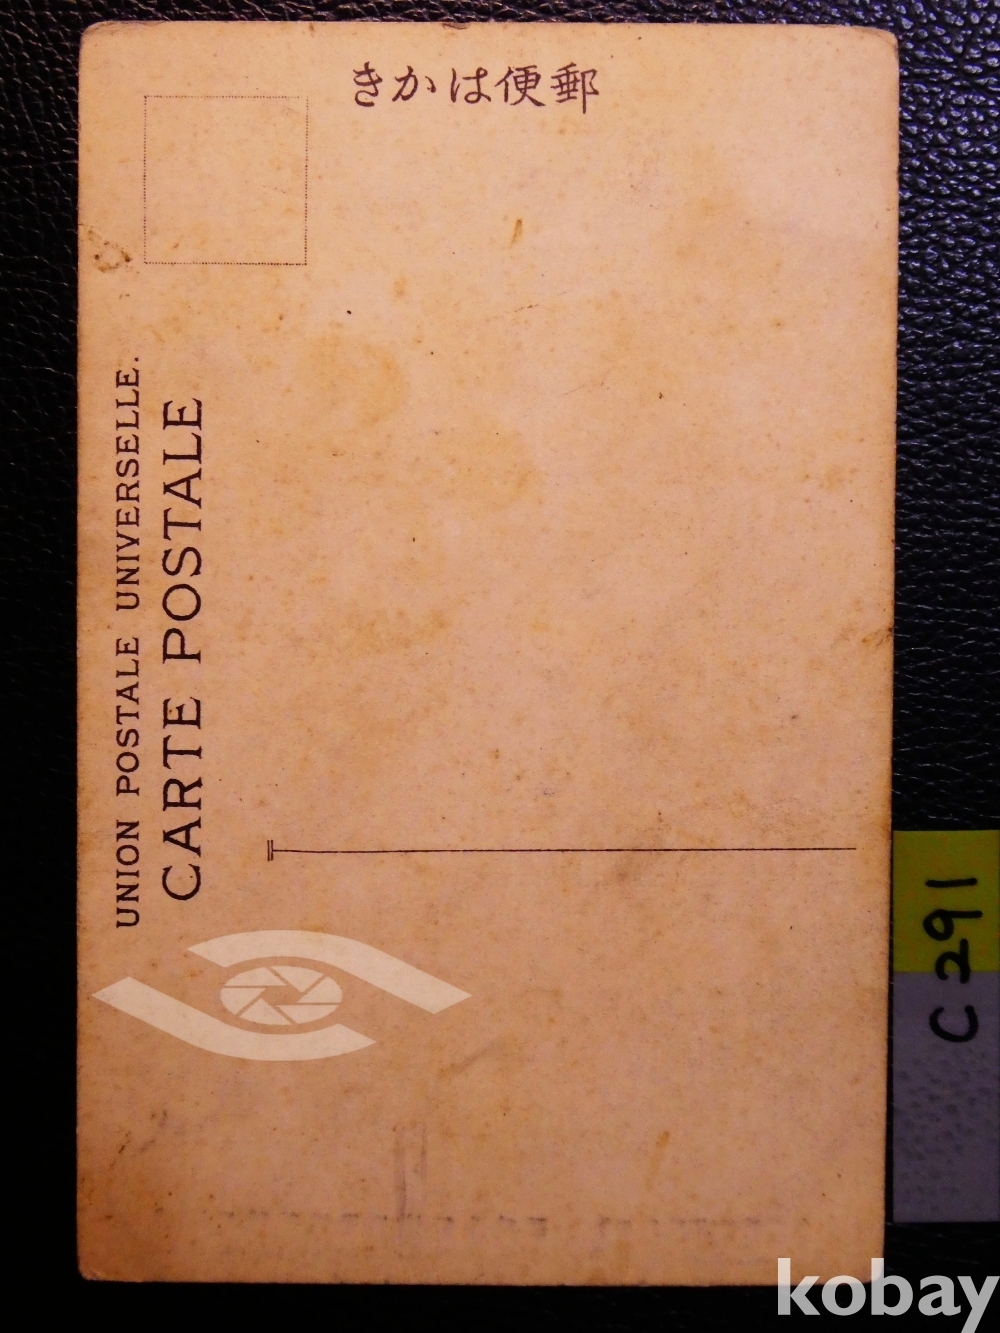 郵便はかき
UNION POSTALE UNIVERSELLE.
CARTE POSTALE
C291
kobay